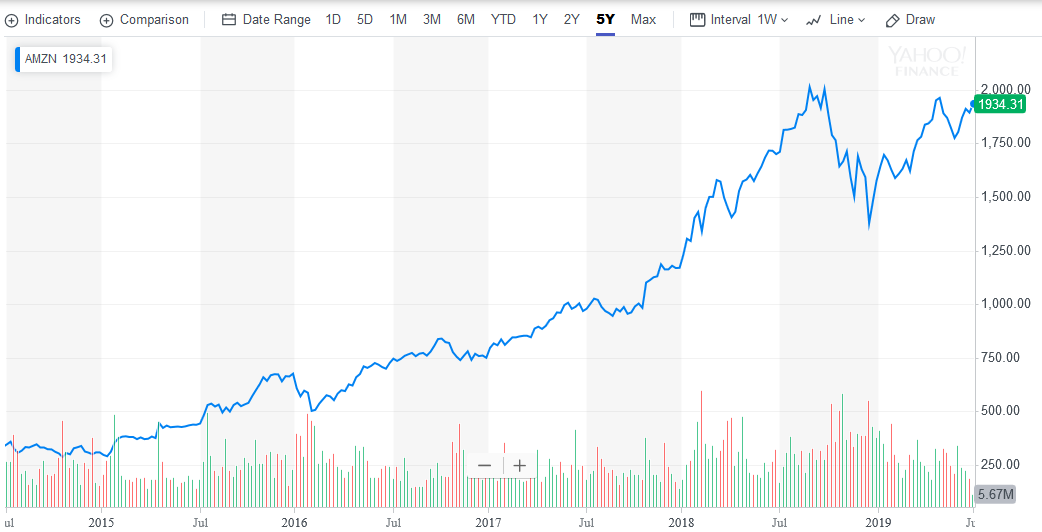 Indicators Comparison Date Range 1D 5D 1M 3M 6M YTD 1Y 2Y 5Y Max Interval 1W Line Draw
AMZN 1934.31
YAHOO!
FINANCE
2,000.00
1934.31
1,750.00
1,500.00
1,250.00
1,000.00
750.00
500.00
250.00
5.67M
ul 2015 Jul 2016 Jul 2017 Jul 2018 Jul 2019 Ju